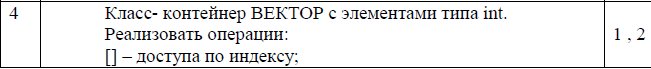 4
Класс- контейнер ВЕКТОР с элементами типа int.
Реализовать операции:
[] – доступа по индексу;
1 , 2